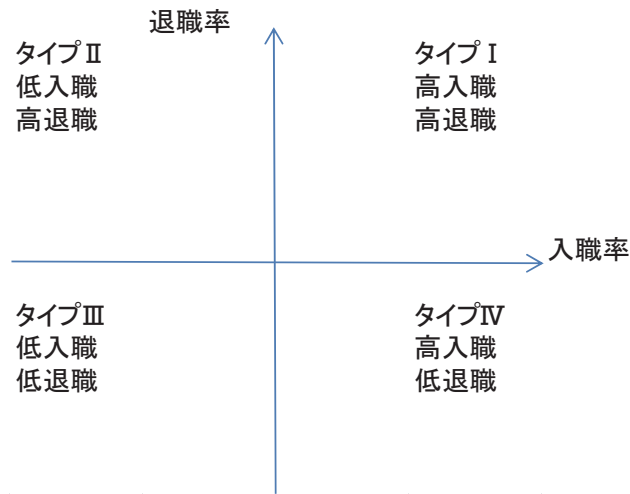 退職率
タイプⅡ
低入職
高退職
タイプⅠ
高入職
高退職
入職率
タイプⅢ
低入職
低退職
タイプⅣ
高入職
低退職